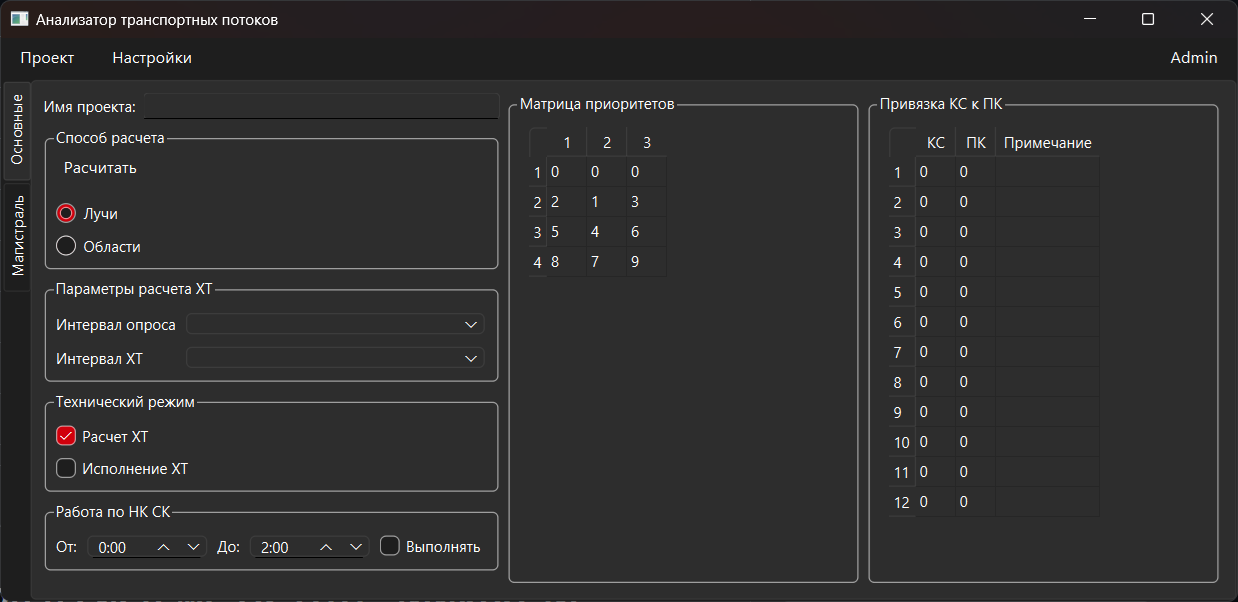 Анализатор транспортных потоков
Проект Настройки Admin
Основные
Магистраль
Имя проекта:
Способ расчета
Расчитать
Лучи
Области
Параметры расчета ХТ
Интервал опроса
Интервал ХТ
Технический режим
Расчет ХТ
Исполнение ХТ
Работа по НК СК
От: 0:00 До: 2:00 Выполнять
Матрица приоритетов
1 2 3
1 0 0 0
2 2 1 3
3 5 4 6
4 8 7 9
Привязка КС к ПК
КС ПК Примечание
1 0 0
2 0 0
3 0 0
4 0 0
5 0 0
6 0 0
7 0 0
8 0 0
9 0 0
10 0 0
11 0 0
12 0 0